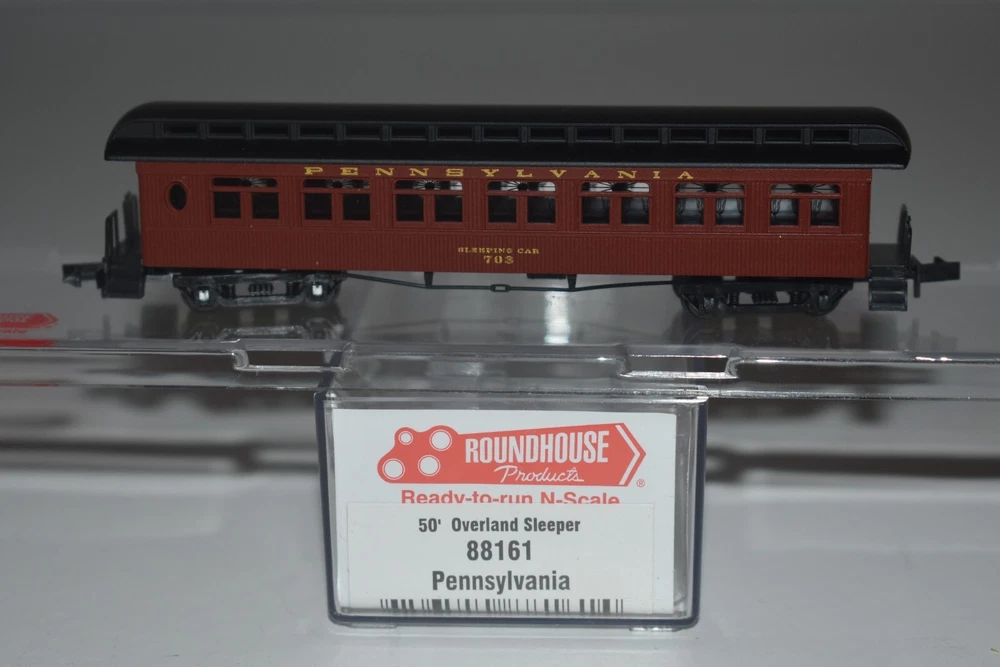 PENNSYLVANIA
SLEEPING CAR
703
ROUNDHOUSE
Products
®
Ready-to-run N-Scale
50' Overland Sleeper
88161
Pennsylvania